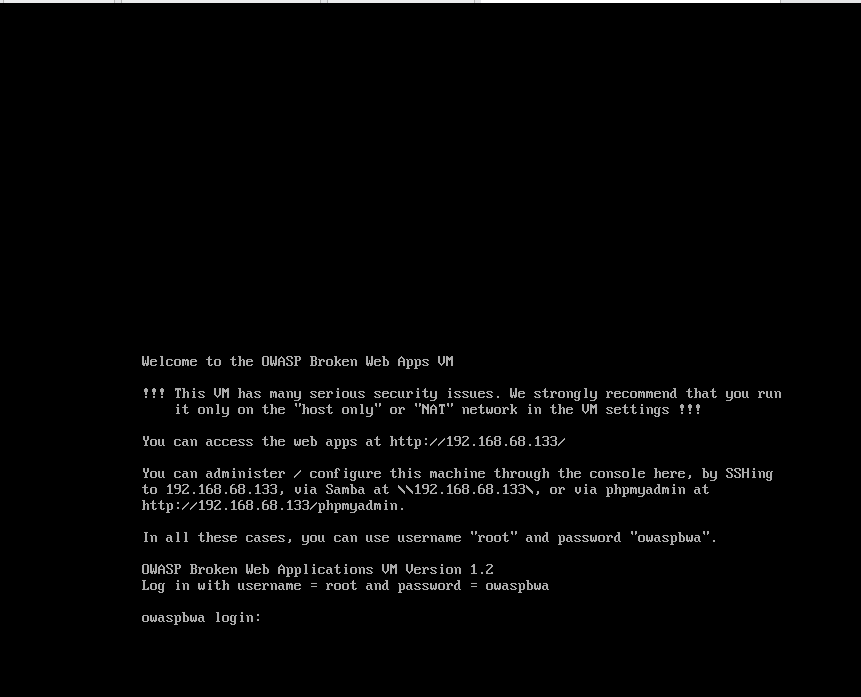 Welcome to the OWASP Broken Web Apps VM
!!! This VM has many serious security issues. We strongly recommend that you run
it only on the "host only" or "NAT" network in the VM settings !!!
You can access the web apps at http://192.168.68.133/
You can administer / configure this machine through the console here, by SSHing
to 192.168.68.133, via Samba at \\192.168.68.133\, or via phpmyadmin at
http://192.168.68.133/phpmyadmin.
In all these cases, you can use username "root" and password "owaspbwa".
OWASP Broken Web Applications VM Version 1.2
Log in with username = root and password = owaspbwa
owaspbwa login: